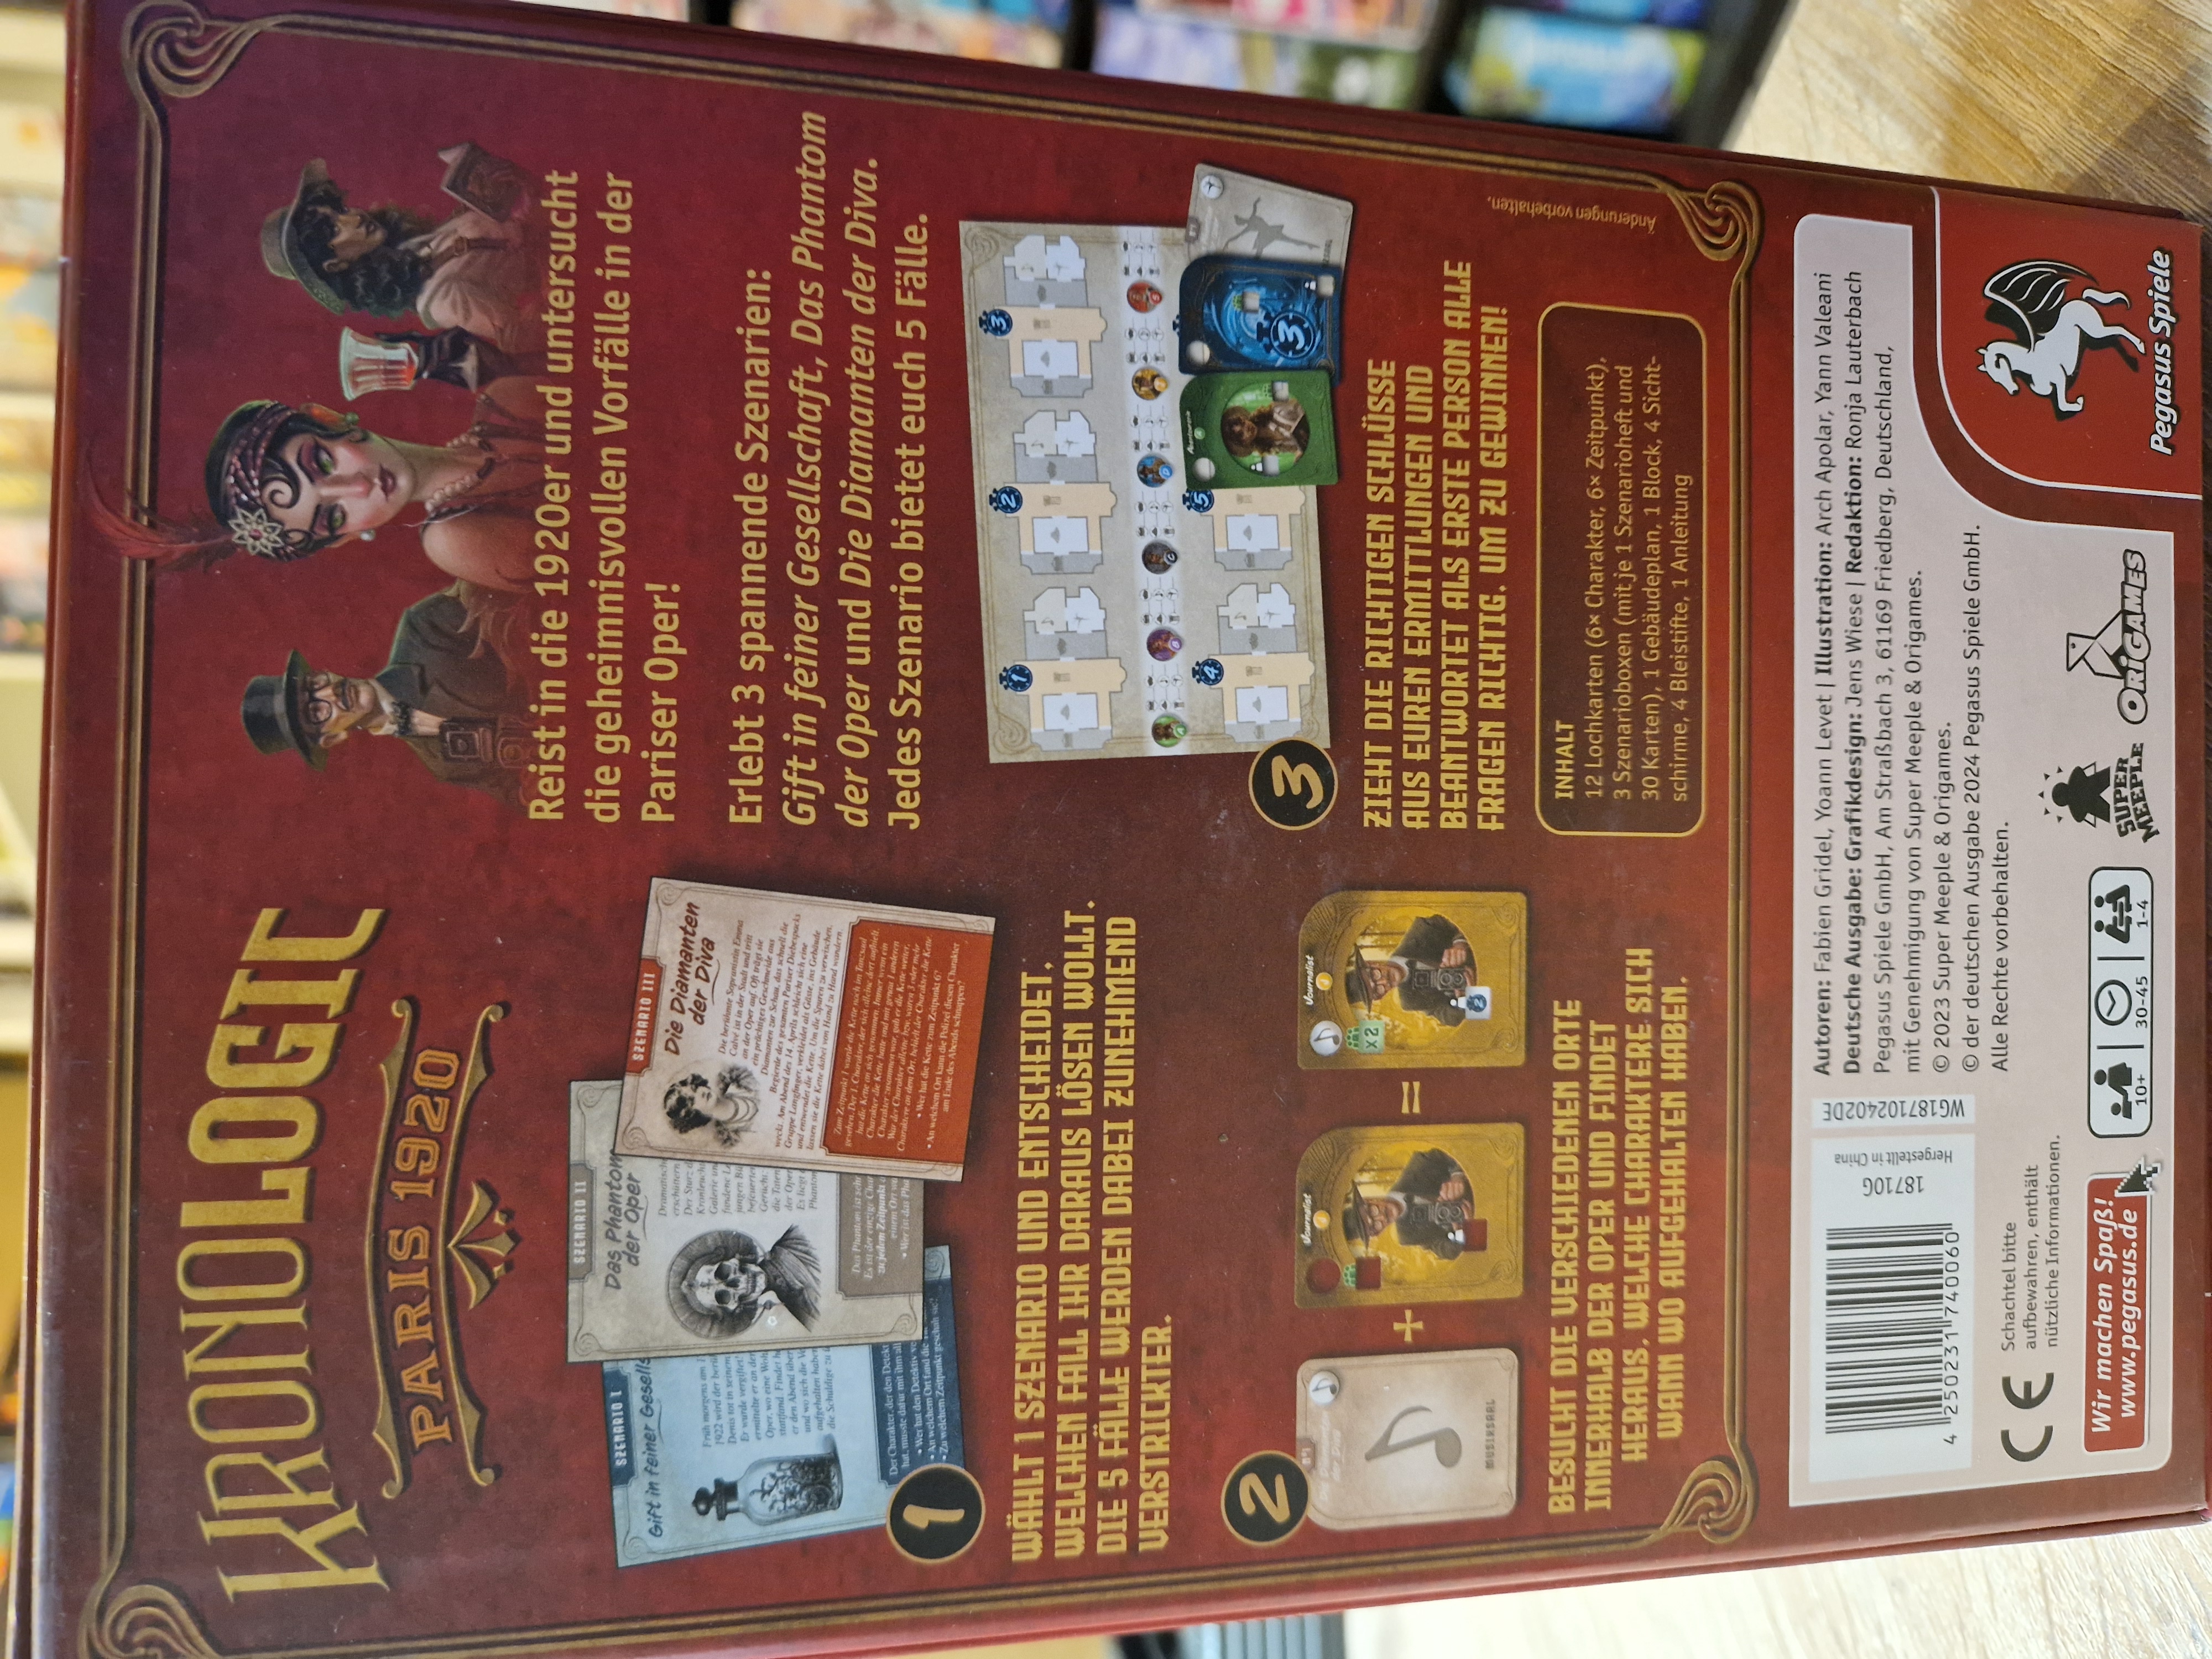 KRONOLOGIC
PARIS 1920
Reist in die 1920er und untersucht
die geheimnisvollen Vorfälle in der
Pariser Oper!
Erlebt 3 spannende Szenarien:
Gift in feiner Gesellschaft, Das Phantom
der Oper und Die Diamanten der Diva.
Jedes Szenario bietet euch 5 Fälle.
SZENARIO I
Gift in feiner Gesells
SZENARIO II
Das Phantom
der Oper
SZENARIO III
Die Diamanten
der Diva
1
WÄHLT 1 SZENARIO UND ENTSCHEIDET,
WELCHEN FALL IHR DARAUS LÖSEN WOLLT.
DIE 5 FÄLLE WERDEN DABEI ZUNEHMEND
VERSTRICKTER.
2
MUSIKSAAL
+
Journalist
=
Journalist
x2
2
BESUCHT DIE VERSCHIEDENEN ORTE
INNERHALB DER OPER UND FINDET
HERAUS, WELCHE CHARAKTERE SICH
WANN WO AUFGEHALTEN HABEN.
1
2
3
4
5
3
3
ZIEHT DIE RICHTIGEN SCHLÜSSE
AUS EUREN ERMITTLUNGEN UND
BEANTWORTET ALS ERSTE PERSON ALLE
FRAGEN RICHTIG, UM ZU GEWINNEN!
INHALT
12 Lochkarten (6× Charakter, 6× Zeitpunkt),
3 Szenarioboxen (mit je 1 Szenarioheft und
30 Karten), 1 Gebäudeplan, 1 Block, 4 Sicht-
schirme, 4 Bleistifte, 1 Anleitung
Änderungen vorbehalten.
4 250231 740060
18710G
Hergestellt in China
WG187102402DE
Autoren: Fabien Gridel, Yoann Levet | Illustration: Arch Apolar, Yann Valeani
Deutsche Ausgabe: Grafikdesign: Jens Wiese | Redaktion: Ronja Lauterbach
Pegasus Spiele GmbH, Am Straßbach 3, 61169 Friedberg, Deutschland,
mit Genehmigung von Super Meeple & Origames.
© 2023 Super Meeple & Origames.
© der deutschen Ausgabe 2024 Pegasus Spiele GmbH.
Alle Rechte vorbehalten.
CE
Schachtel bitte
aufbewahren, enthält
nützliche Informationen.
Wir machen Spaß!
www.pegasus.de
10+
30-45
1-4
SUPER
MEEPLE
ORIGAMES
Pegasus Spiele